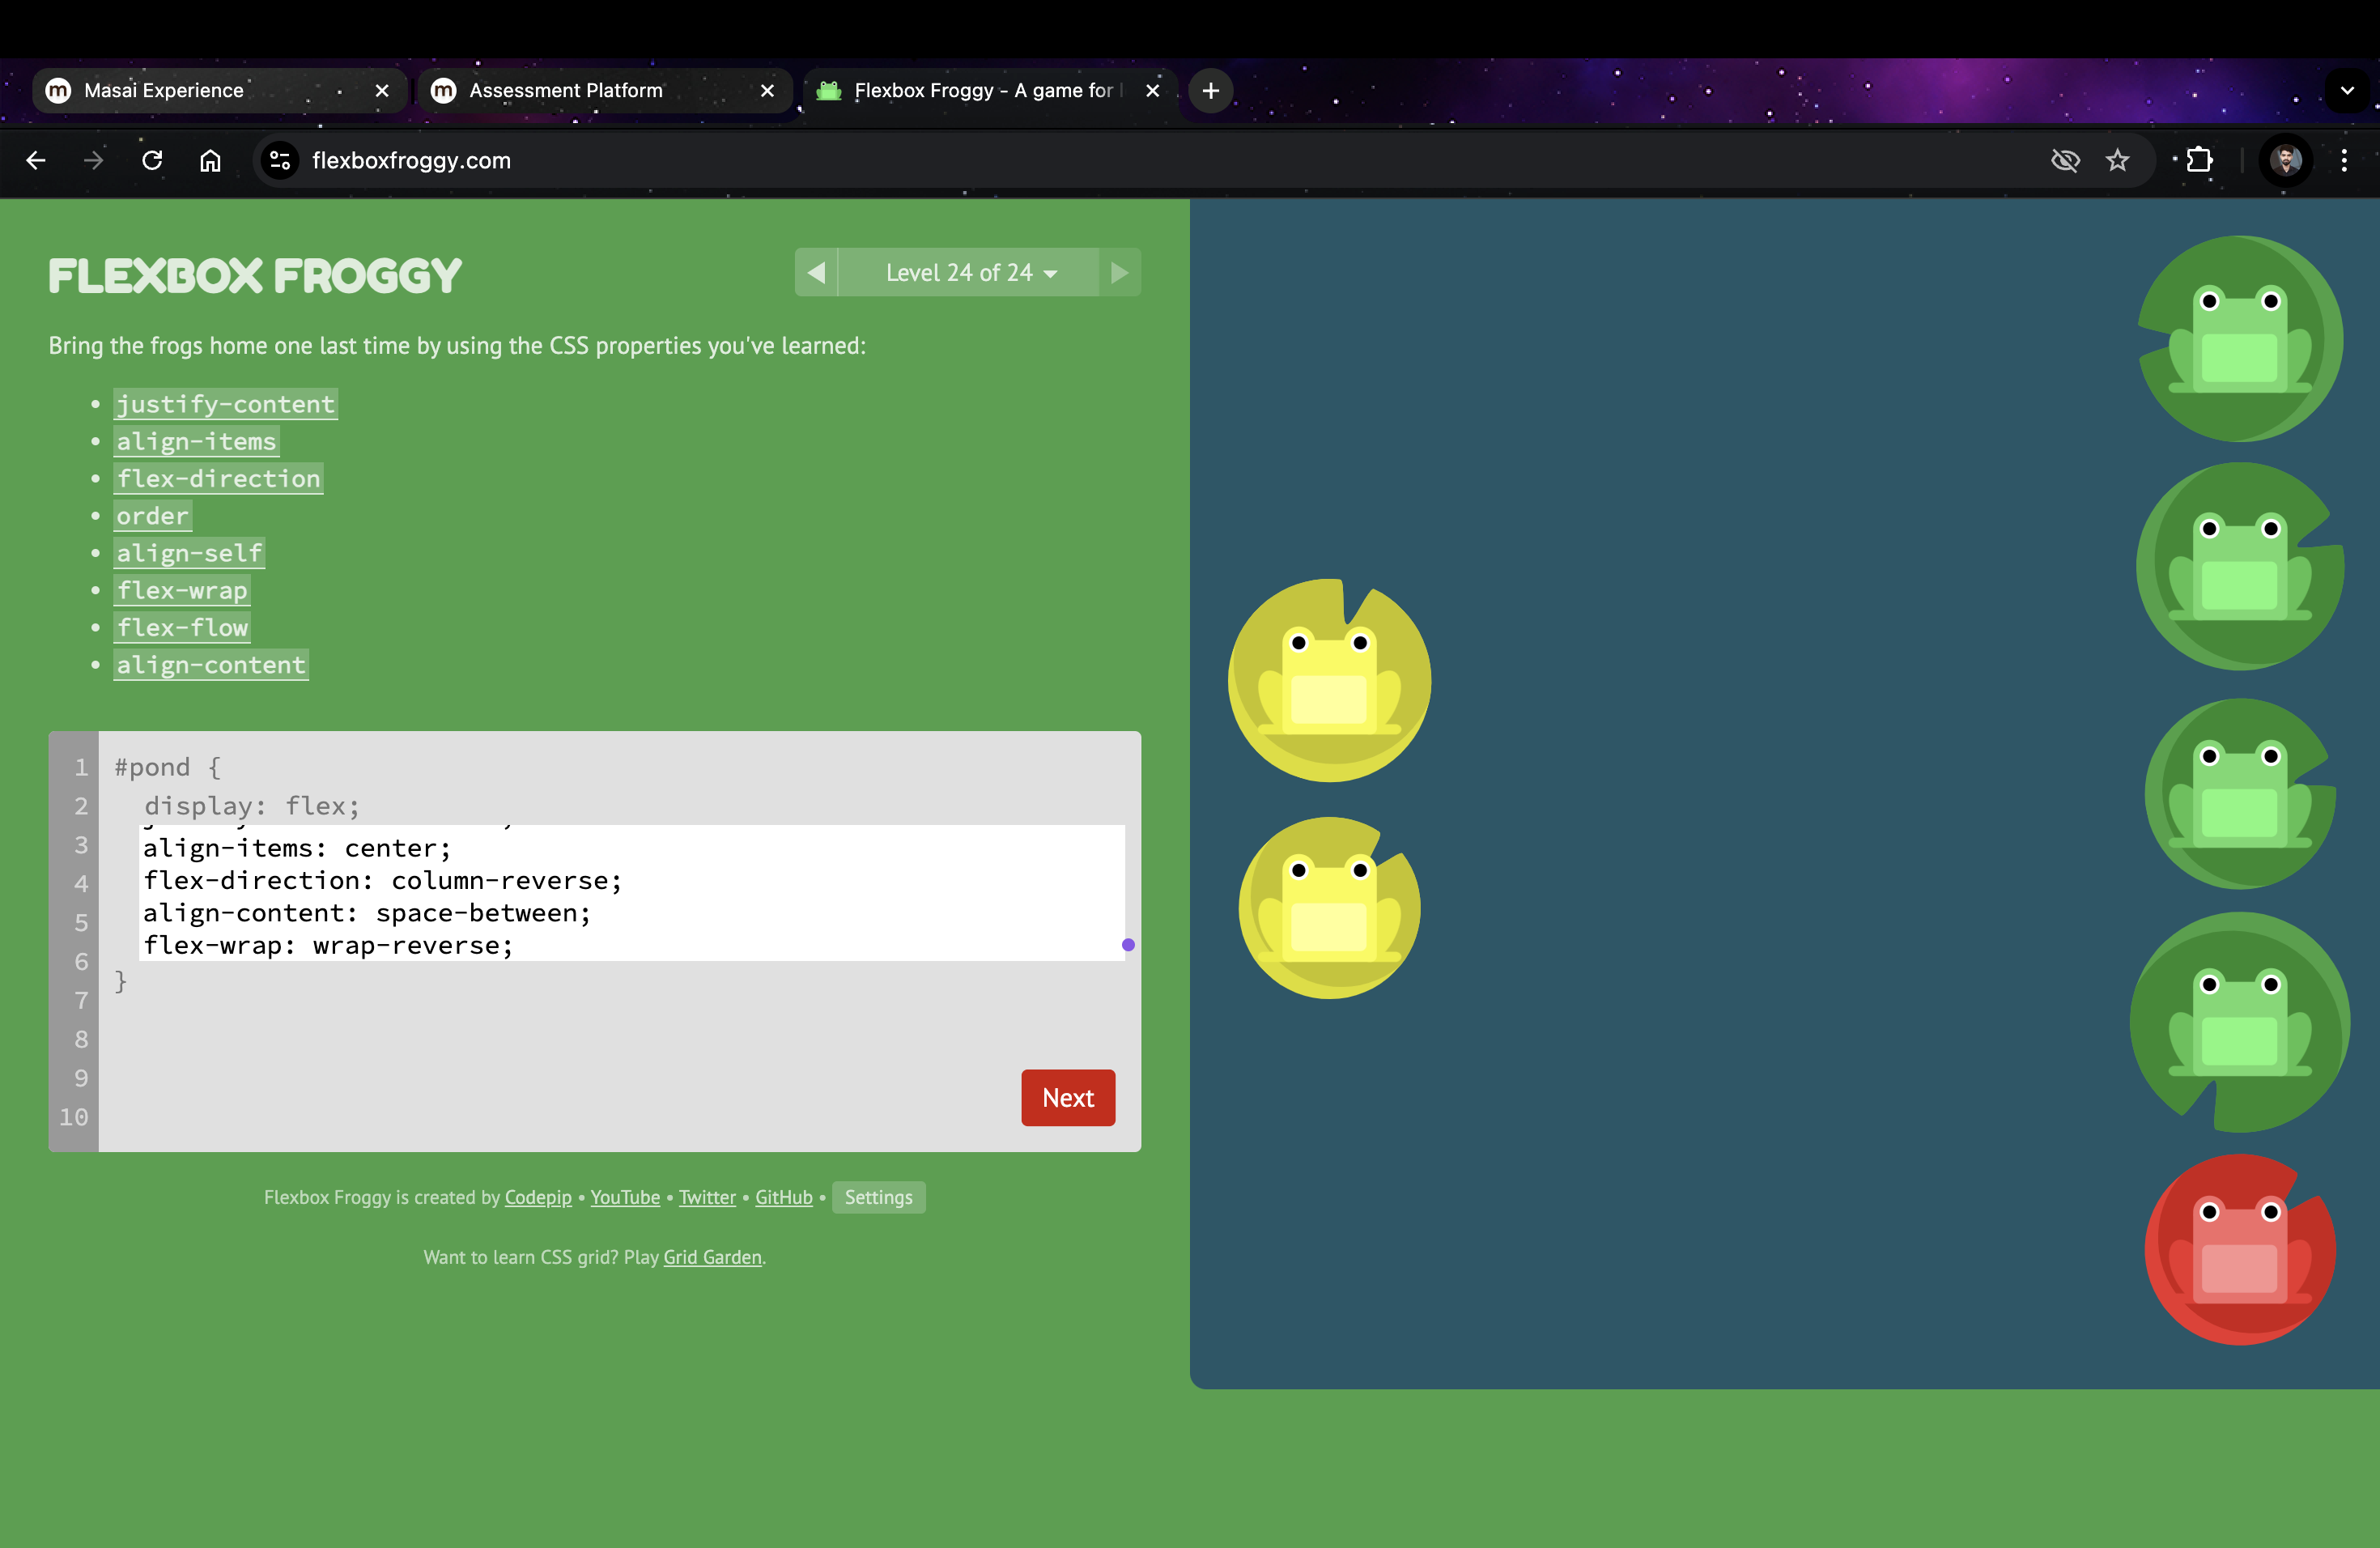 Masai Experience
Assessment Platform
Flexbox Froggy - A game for
flexboxfroggy.com
FLEXBOX FROGGY
Level 24 of 24
Bring the frogs home one last time by using the CSS properties you've learned:
justify-content
align-items
flex-direction
order
align-self
flex-wrap
flex-flow
align-content
1 #pond {
2 display: flex;
3 align-items: center;
4 flex-direction: column-reverse;
5 align-content: space-between;
6 flex-wrap: wrap-reverse;
}
7
8
9
10
Next
Flexbox Froggy is created by Codepip • YouTube • Twitter • GitHub • Settings
Want to learn CSS grid? Play Grid Garden.